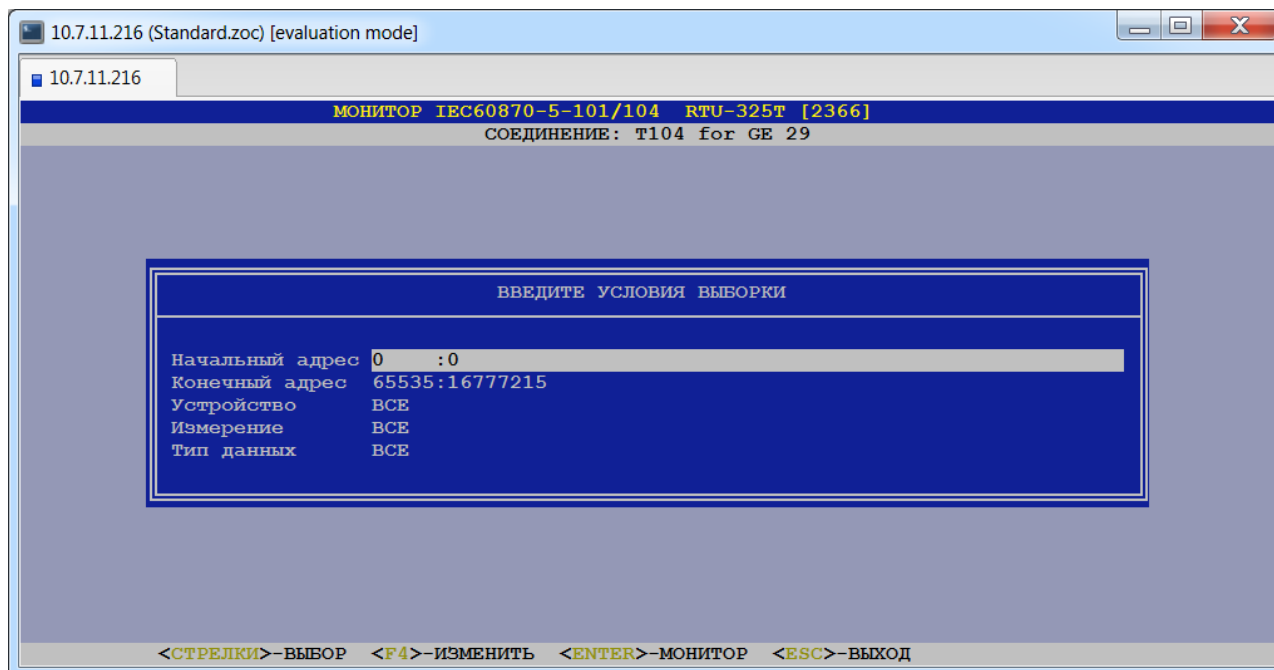 10.7.11.216 (Standard.zoc) [evaluation mode]
10.7.11.216
МОНИТОР IEC60870-5-101/104 RTU-325T [2366]
СОЕДИНЕНИЕ: T104 for GE 29
ВВЕДИТЕ УСЛОВИЯ ВЫБОРКИ
Начальный адрес 0 :0
Конечный адрес 65535:16777215
Устройство ВСЕ
Измерение ВСЕ
Тип данных ВСЕ
<СТРЕЛКИ>-ВЫБОР <F4>-ИЗМЕНИТЬ <ENTER>-МОНИТОР <ESC>-ВЫХОД